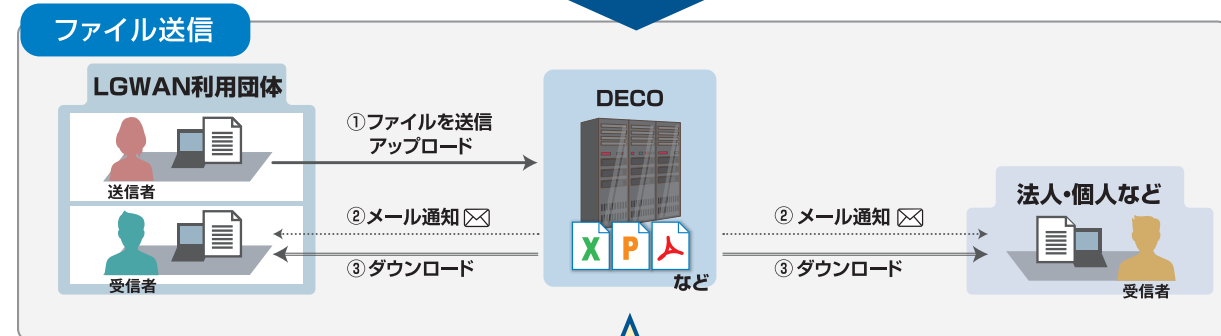 ファイル送信
LGWAN利用団体
送信者
受信者
①ファイルを送信
アップロード
②メール通知
③ダウンロード
DECO
X P
など
②メール通知
③ダウンロード
法人・個人など
受信者